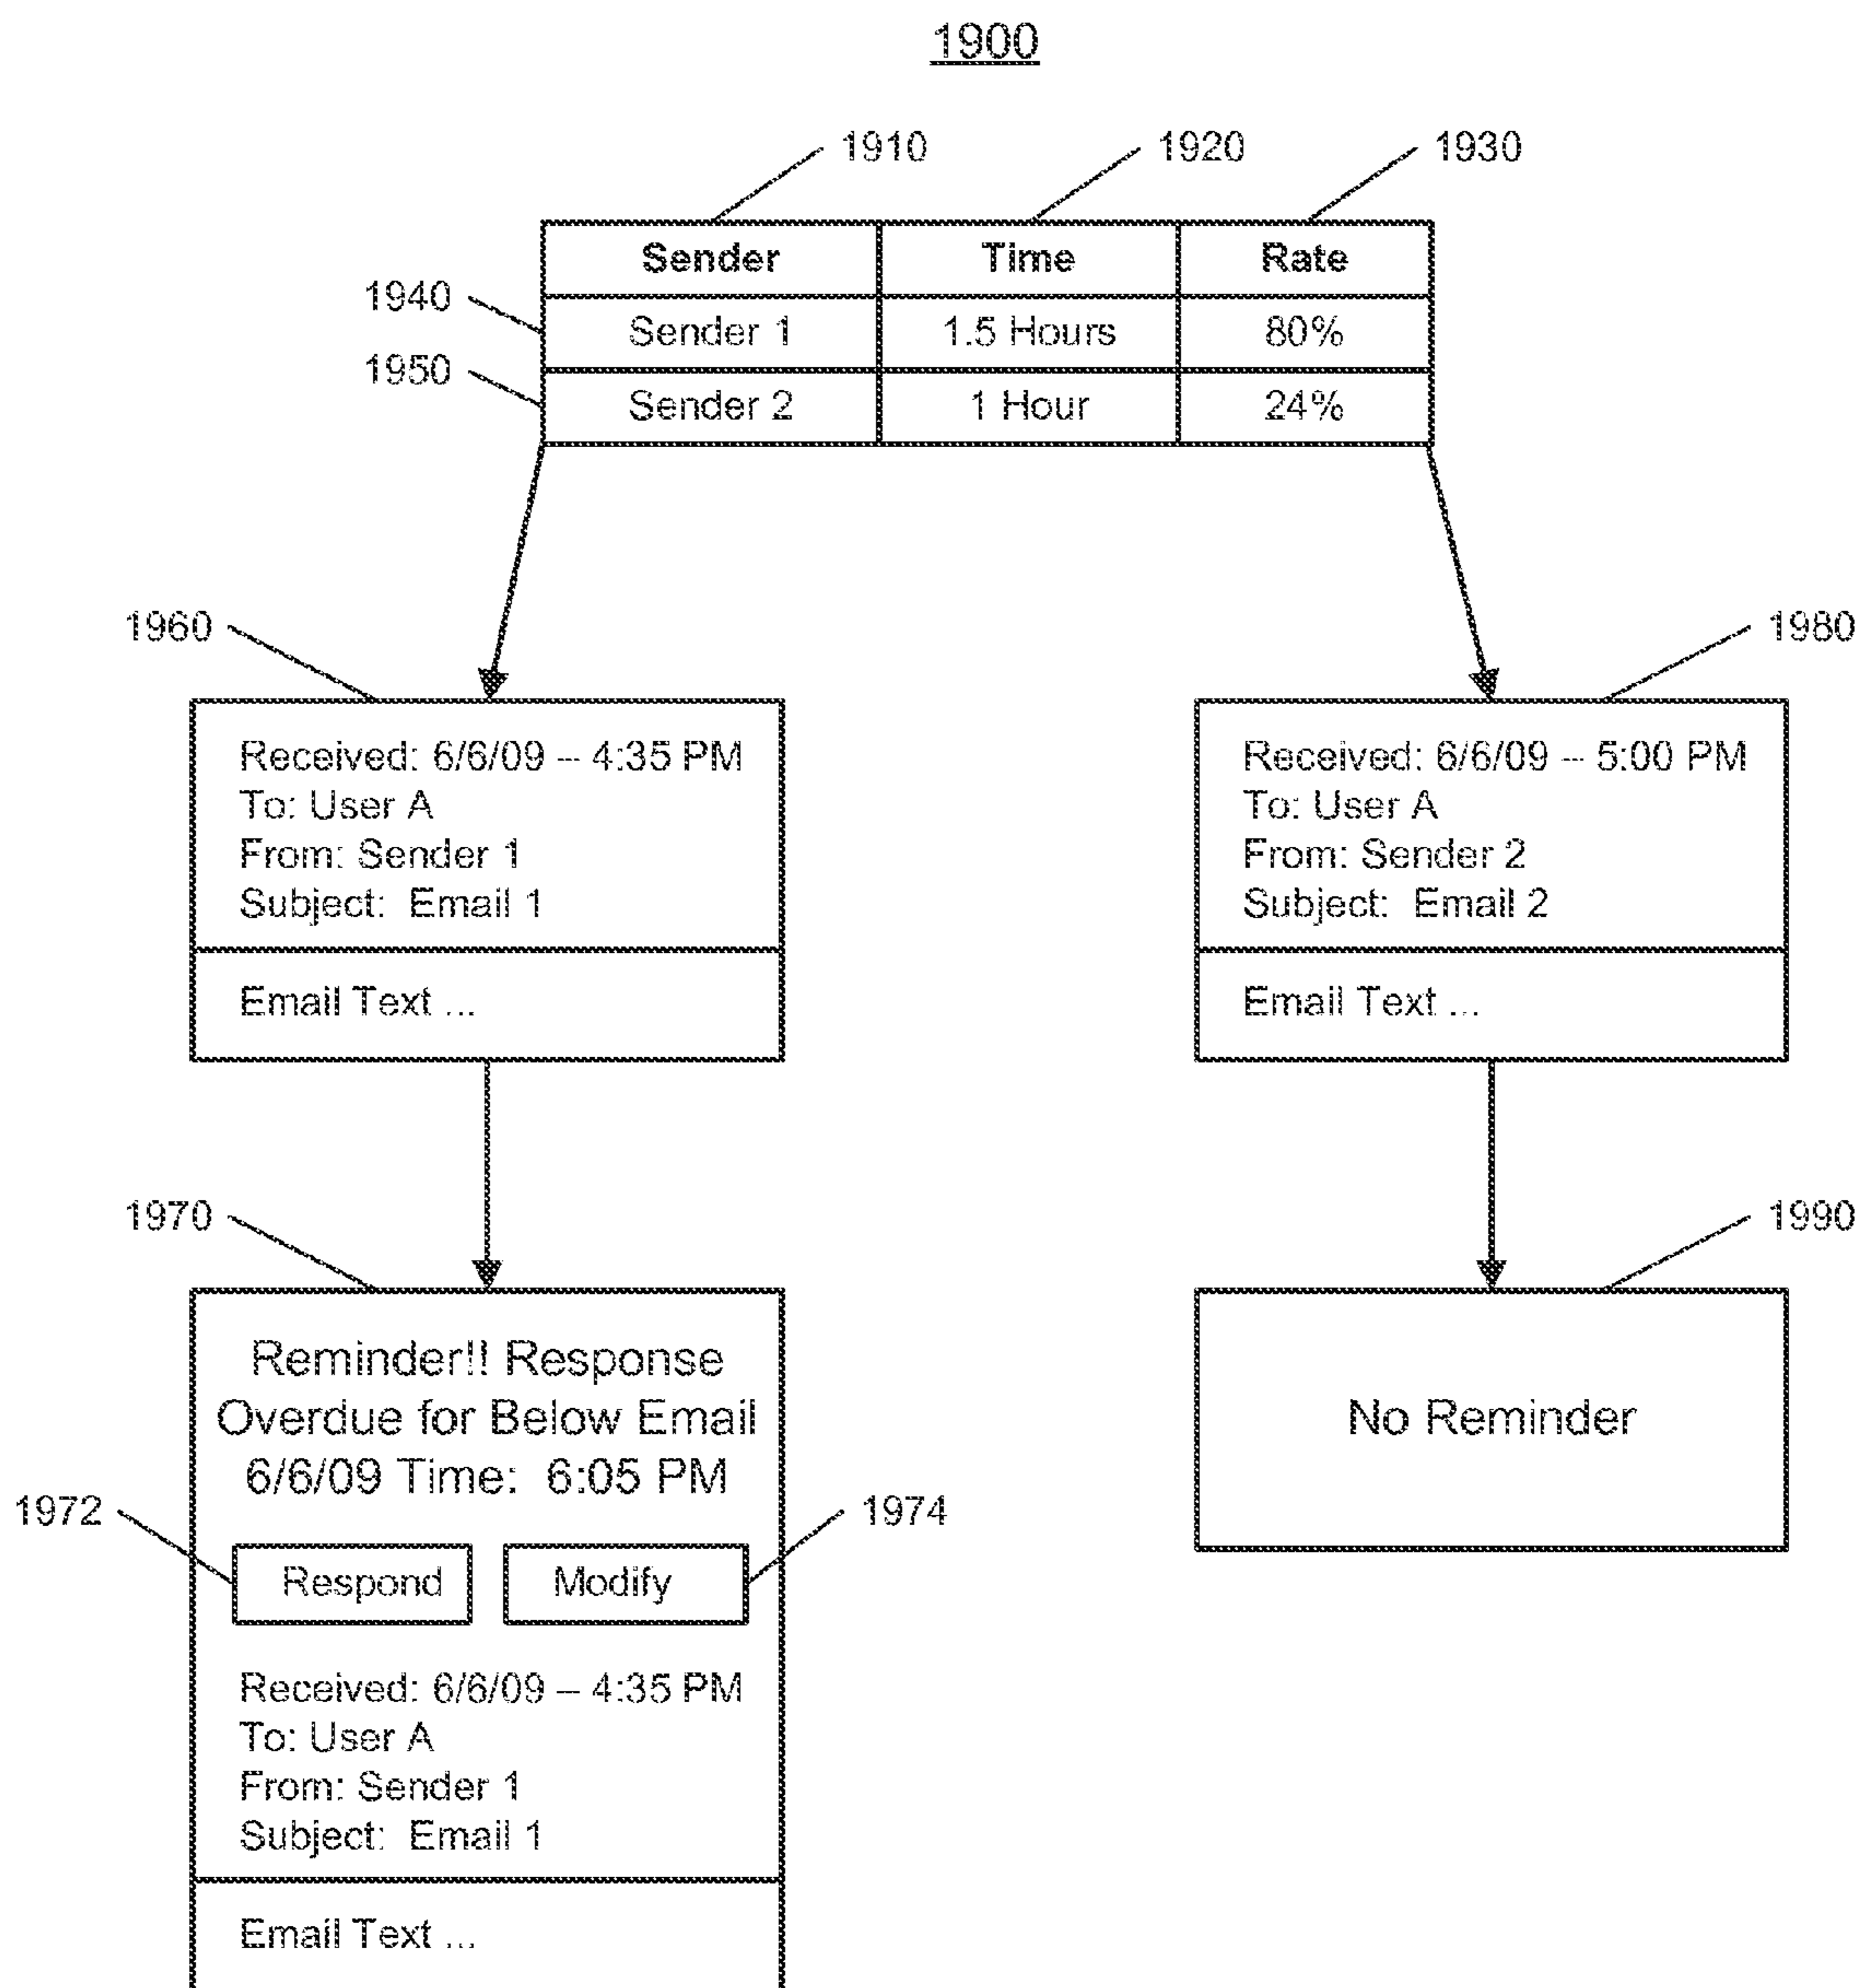 1900
1910
1920
1930
Sender Time Rate
1940
Sender 1 1.5 Hours 80%
1950
Sender 2 1 Hour 24%
1960
Received: 6/6/09 – 4:35 PM
To: User A
From: Sender 1
Subject: Email 1
Email Text ...
1980
Received: 6/6/09 – 5:00 PM
To: User A
From: Sender 2
Subject: Email 2
Email Text ...
1970
Reminder!! Response
Overdue for Below Email
6/6/09 Time: 6:05 PM
1972
Respond
Modify
1974
Received: 6/6/09 – 4:35 PM
To: User A
From: Sender 1
Subject: Email 1
Email Text ...
1990
No Reminder